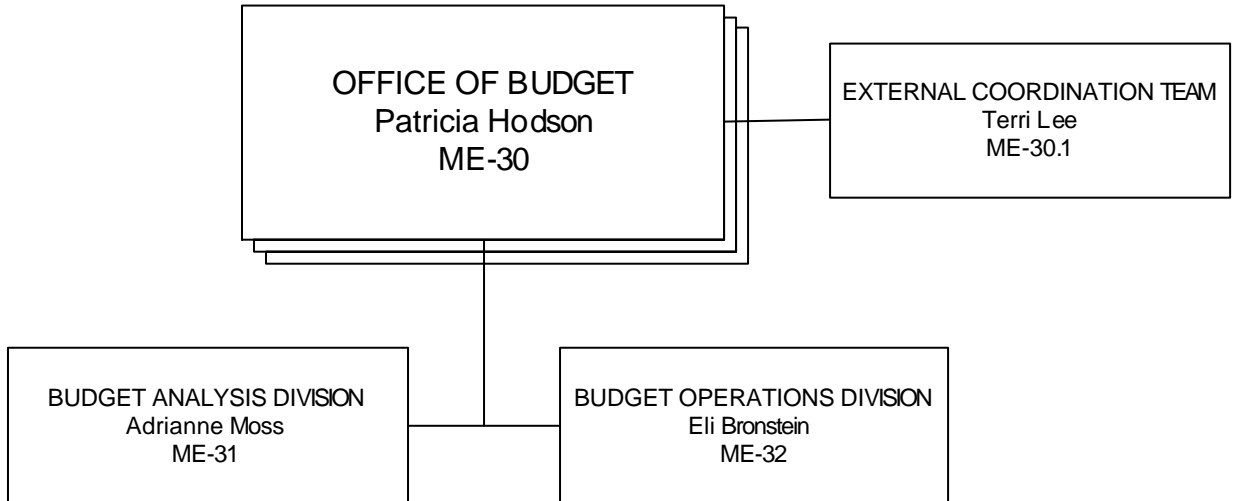 OFFICE OF BUDGET
Patricia Hodson
ME-30
EXTERNAL COORDINATION TEAM
Terri Lee
ME-30.1
BUDGET ANALYSIS DIVISION
Adrianne Moss
ME-31
BUDGET OPERATIONS DIVISION
Eli Bronstein
ME-32